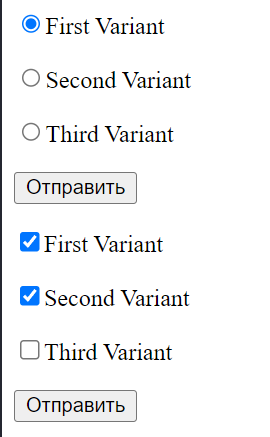 First Variant
Second Variant
Third Variant
Отправить
First Variant
Second Variant
Third Variant
Отправить